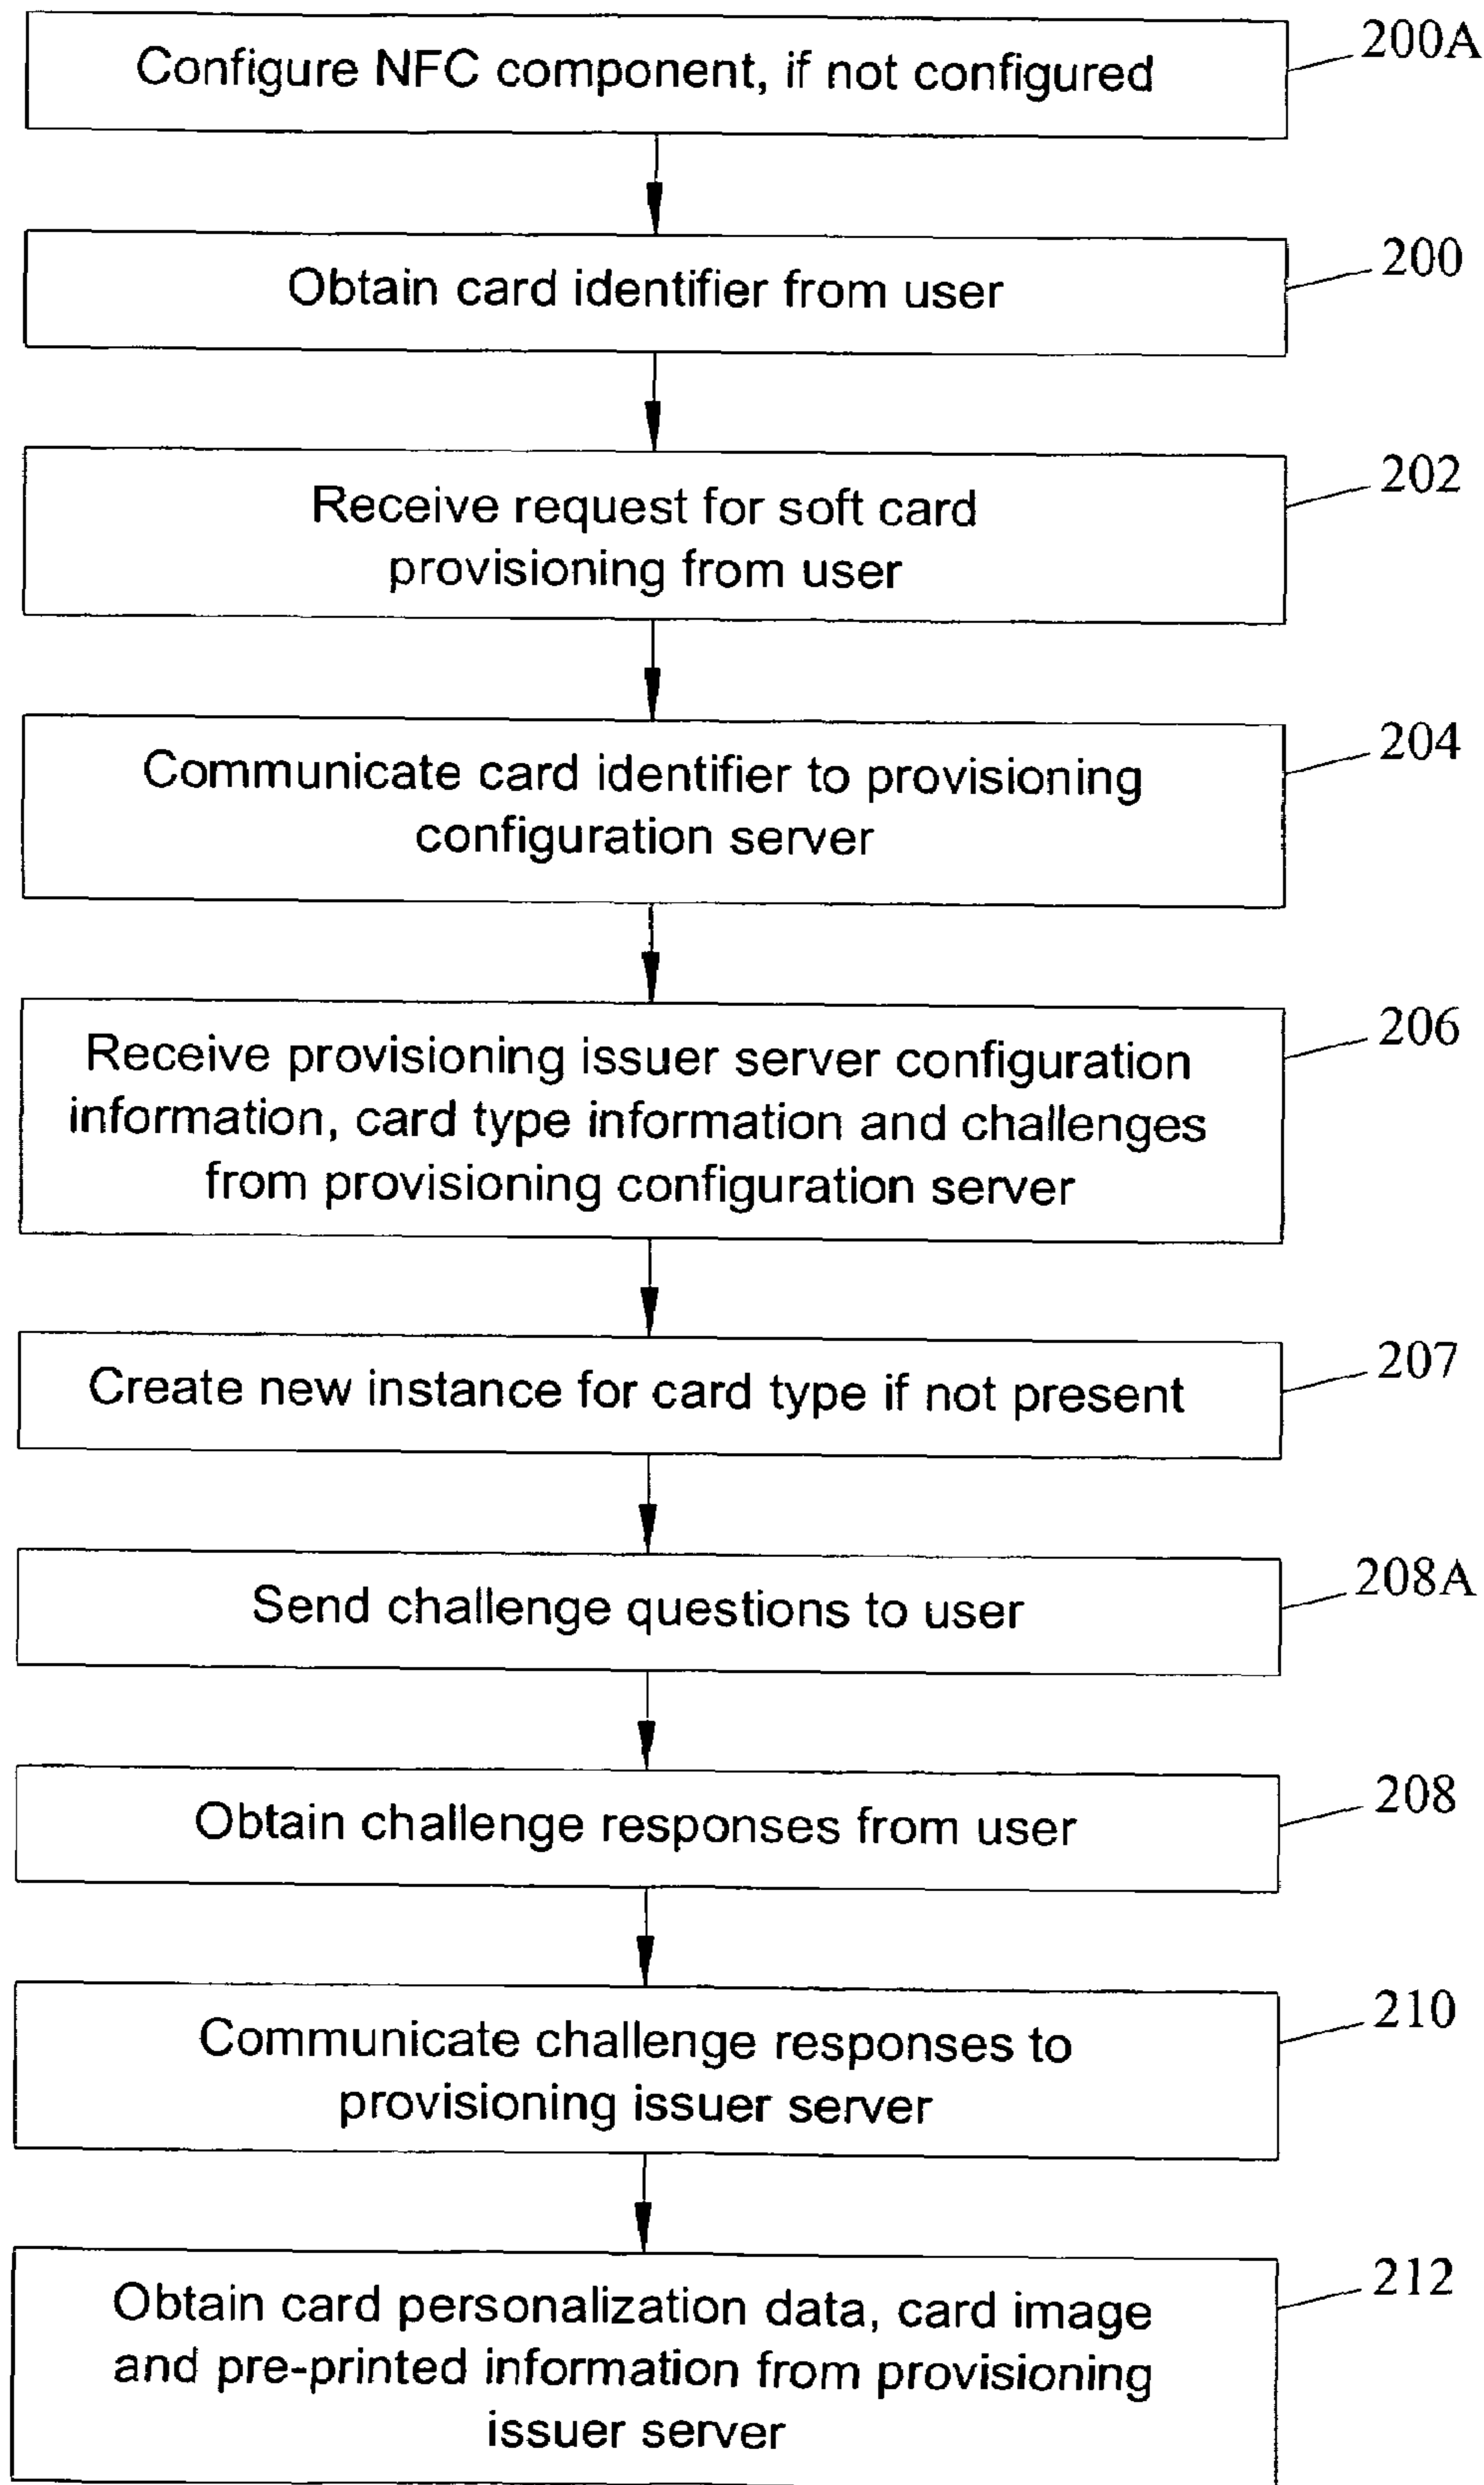 Configure NFC component, if not configured
200A
Obtain card identifier from user
200
Receive request for soft card
provisioning from user
202
Communicate card identifier to provisioning
configuration server
204
Receive provisioning issuer server configuration
information, card type information and challenges
from provisioning configuration server
206
Create new instance for card type if not present
207
Send challenge questions to user
208A
Obtain challenge responses from user
208
Communicate challenge responses to
provisioning issuer server
210
Obtain card personalization data, card image
and pre-printed information from provisioning
issuer server
212